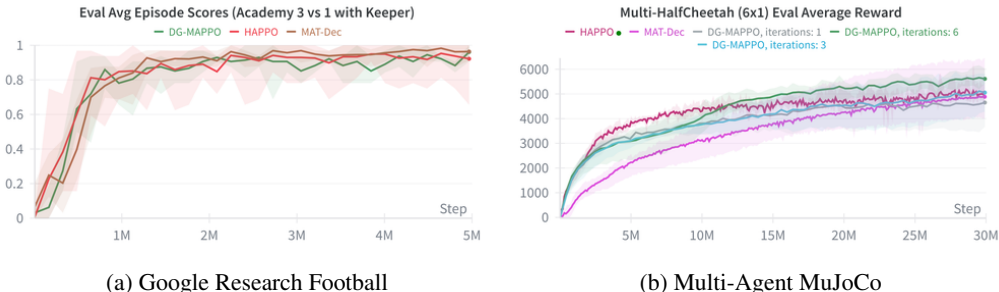 Eval Avg Episode Scores (Academy 3 vs 1 with Keeper)
DG-MAPPO HAPPO MAT-Dec
1
0.8
0.6
0.4
0.2
0
Step
1M 2M 3M 4M 5M
(a) Google Research Football
Multi-HalfCheetah (6x1) Eval Average Reward
HAPPO MAT-Dec DG-MAPPO, iterations: 1 DG-MAPPO, iterations: 6
DG-MAPPO, iterations: 3
6000
5000
4000
3000
2000
1000
0
Step
5M 10M 15M 20M 25M 30M
(b) Multi-Agent MuJoCo